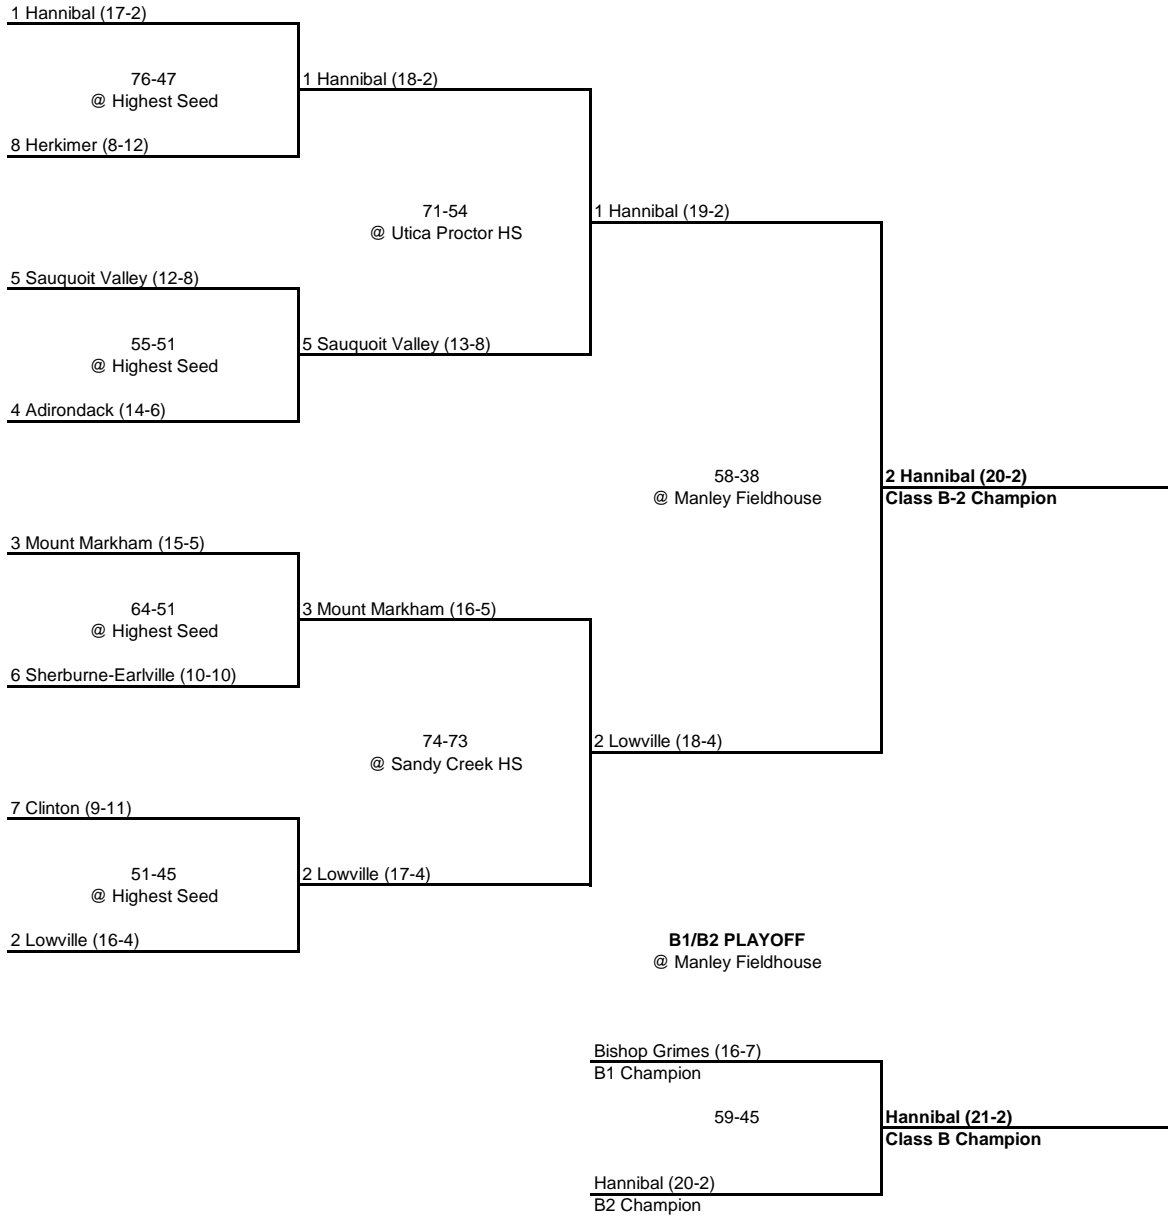 1 Hannibal (17-2)
76-47
@ Highest Seed
1 Hannibal (18-2)
8 Herkimer (8-12)
71-54
@ Utica Proctor HS
1 Hannibal (19-2)
5 Sauquoit Valley (12-8)
55-51
@ Highest Seed
5 Sauquoit Valley (13-8)
4 Adirondack (14-6)
58-38
@ Manley Fieldhouse
2 Hannibal (20-2)
Class B-2 Champion
3 Mount Markham (15-5)
64-51
@ Highest Seed
3 Mount Markham (16-5)
6 Sherburne-Earlville (10-10)
74-73
@ Sandy Creek HS
2 Lowville (18-4)
7 Clinton (9-11)
51-45
@ Highest Seed
2 Lowville (17-4)
2 Lowville (16-4)
B1/B2 PLAYOFF
@ Manley Fieldhouse
Bishop Grimes (16-7)
B1 Champion
59-45
Hannibal (21-2)
Class B Champion
Hannibal (20-2)
B2 Champion